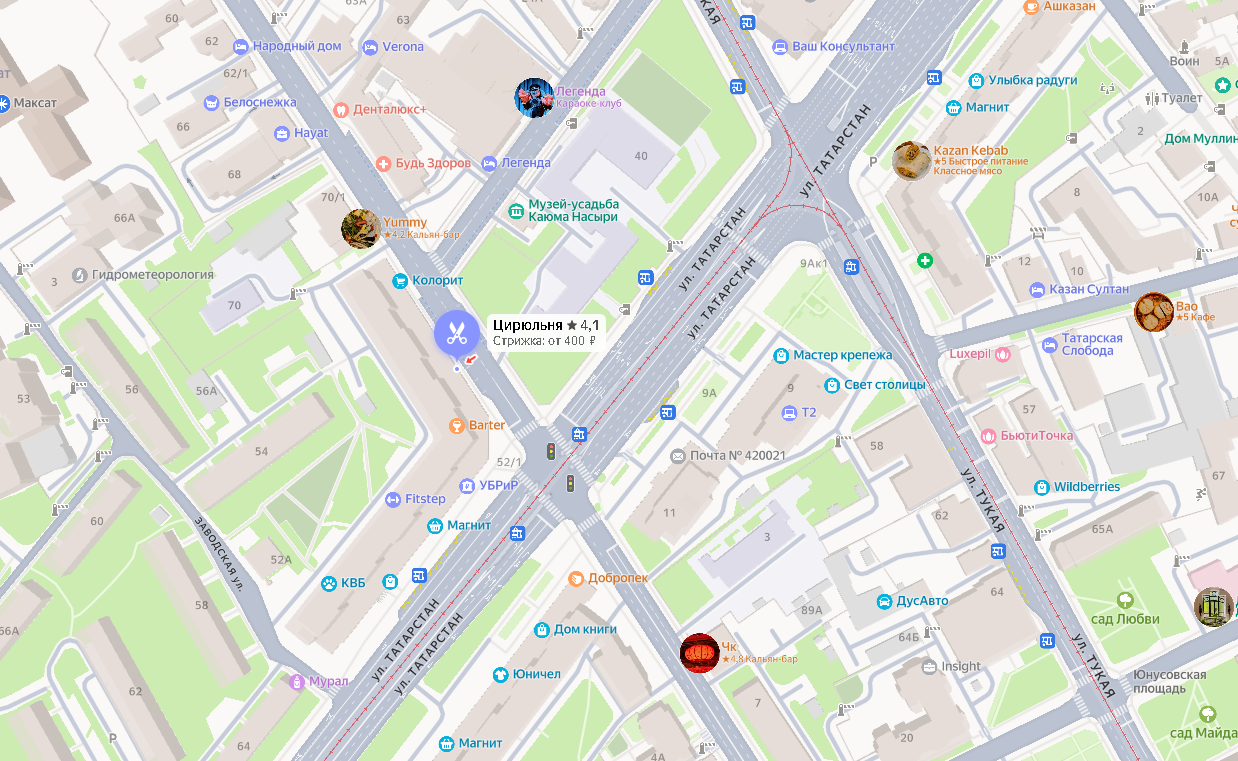 60
63
63
62
Народный дом
Verona
62/1
Белоснежка
Максат
66
Hayat
Денталюкс+
Легенда
Караоке-клуб
Будь Здоров
Легенда
68
70/1
66А
Yummy
★4,2 Кальян-бар
Музей-усадьба
Каюма Насыри
40
Ваш Консультант
Ашказан
Воин
5А
Улыбка радуги
Магнит
Туалет
2
Дом Муллин
Kazan Kebab
★5 Быстрое питание
Классное мясо
P
8
10А
ул. ТАТАРСТАН
ул. ТАТАРСТАН
ул. ТАТАРСТАН
9Ак1
12
10
Казан Султан
Вао
★5 Кафе
Татарская
Слобода
Luxepil
3
Гидрометеорология
70
Колорит
Цирюльня ★ 4,1
Стрижка: от 400 ₽
Мастер крепежа
Свет столицы
9А
9
T2
57
БьютиТочка
56
56А
53
54
Barter
52/1
УБРиР
Fitstep
Магнит
Почта № 420021
58
Wildberries
67
ул. ТУКАЯ
62
65А
11
3
60
ЗАВОДСКАЯ ул.
52А
КВБ
58
Добропек
89А
ДусАвто
64
64Б
сад Любви
66А
ул. ТАТАРСТАН
ул. ТАТАРСТАН
Дом книги
Чк
★4,8 Кальян-бар
Insight
ул. ТУКАЯ
Юнусовская
площадь
Мурал
Юничел
62
P
64
Магнит
4А
7
20
сад Майда